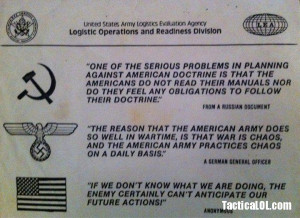 United States Army Logistics Evaluation Agency
Logistic Operations and Readiness Division
"ONE OF THE SERIOUS PROBLEMS IN PLANNING
AGAINST AMERICAN DOCTRINE IS THAT THE
AMERICANS DO NOT READ THEIR MANUALS NOR
DO THEY FEEL ANY OBLIGATIONS TO FOLLOW
THEIR DOCTRINE."
FROM A RUSSIAN DOCUMENT
"THE REASON THAT THE AMERICAN ARMY DOES
SO WELL IN WARTIME, IS THAT WAR IS CHAOS,
AND THE AMERICAN ARMY PRACTICES CHAOS
ON A DAILY BASIS."
A GERMAN GENERAL OFFICER
"IF WE DON'T KNOW WHAT WE ARE DOING, THE
ENEMY CERTAINLY CAN'T ANTICIPATE OUR
FUTURE ACTIONS!"
ANONYMOUS
TacticalLOL.com